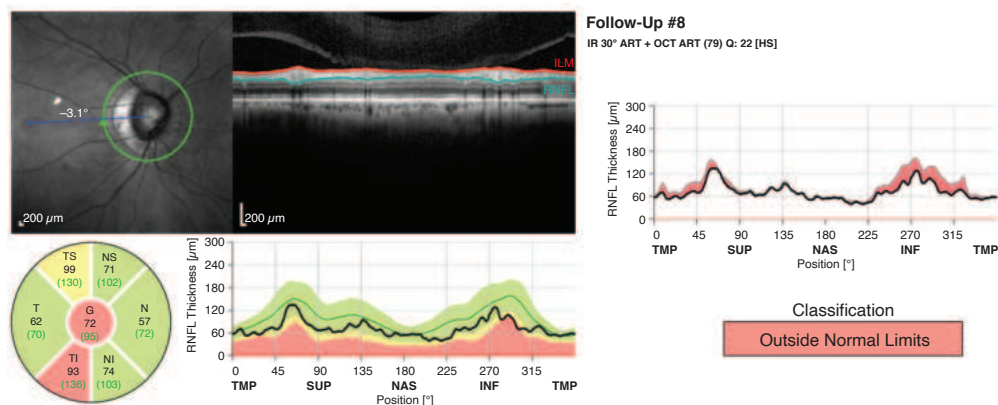 Follow-Up #8
IR 30° ART + OCT ART (79) Q: 22 [HS]
–3.1°
200 µm
200 µm
ILM
RNFL
RNFL Thickness [µm]
300
240
180
120
60
0
0 45 90 135 180 225 270 315
TMP SUP NAS INF TMP
Position [°]
TS
99
(130)
NS
71
(102)
T
62
(70)
G
72
(95)
N
57
(72)
TI
93
(136)
NI
74
(103)
RNFL Thickness [µm]
300
240
180
120
60
0
0 45 90 135 180 225 270 315
TMP SUP NAS INF TMP
Position [°]
Classification
Outside Normal Limits